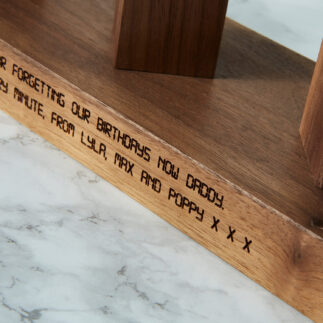 FORGETTING OUR BIRTHDAYS NOW DADDY.
MINUTE, FROM LYLA, MAX AND POPPY X X X